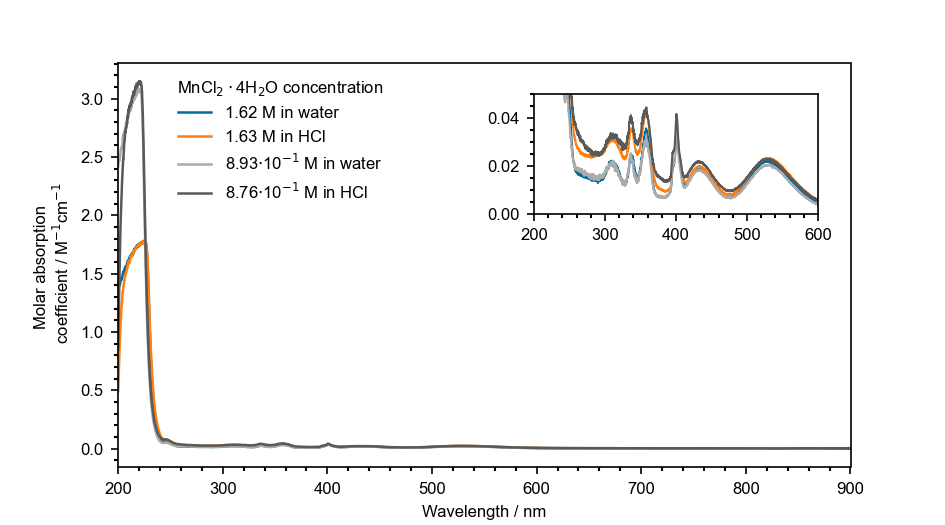 MnCl₂ · 4H₂O concentration
1.62 M in water
1.63 M in HCl
8.93·10⁻¹ M in water
8.76·10⁻¹ M in HCl
0.04
0.02
0.00
200 300 400 500 600
3.0
2.5
2.0
1.5
1.0
0.5
0.0
Molar absorption
coefficient / M⁻¹cm⁻¹
200 300 400 500 600 700 800 900
Wavelength / nm